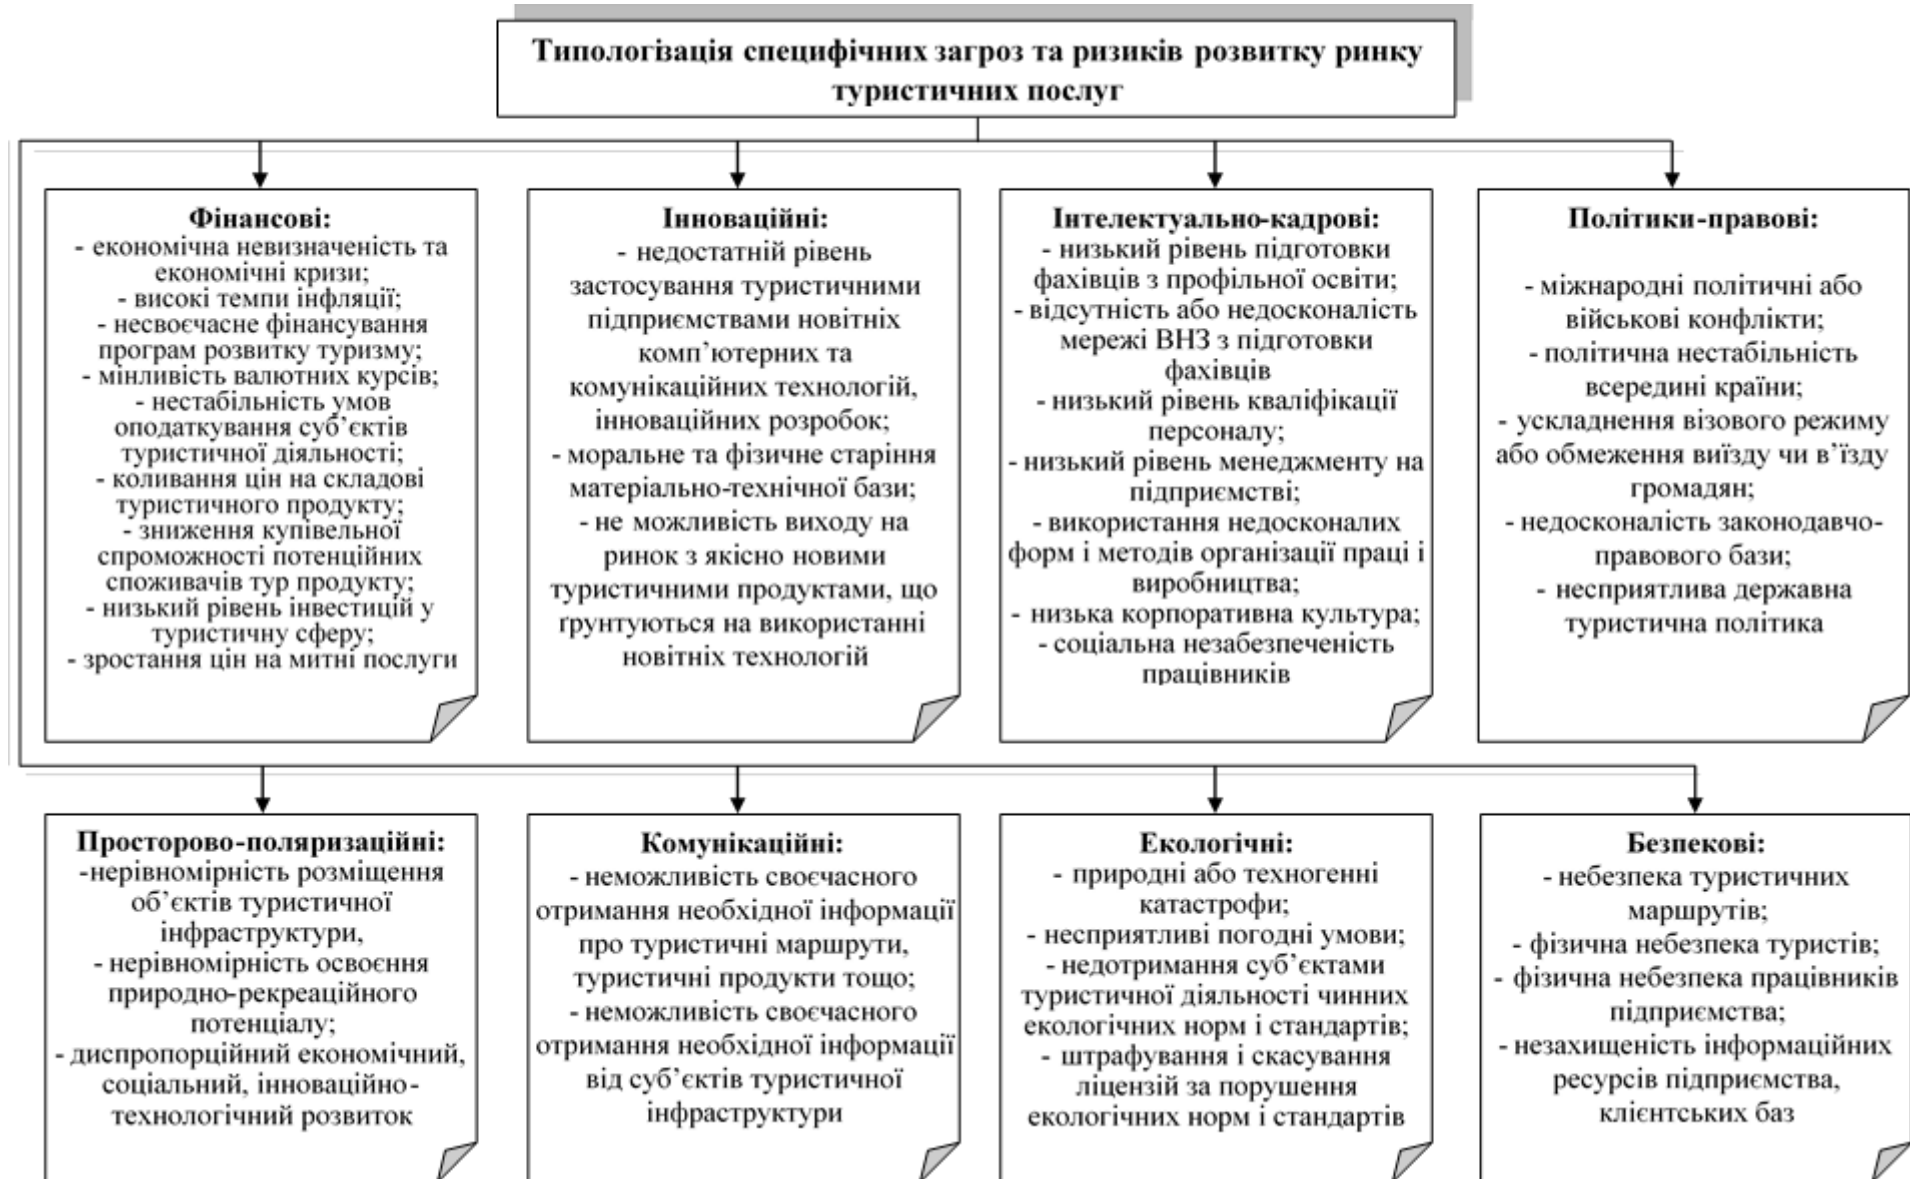 Типологізація специфічних загроз та ризиків розвитку ринку
туристичних послуг
Фінансові:
- економічна невизначеність та
економічні кризи;
- високі темпи інфляції;
- несвоєчасне фінансування
програм розвитку туризму;
- мінливість валютних курсів;
- нестабільність умов
оподаткування суб’єктів
туристичної діяльності;
- коливання цін на складові
туристичного продукту;
- зниження купівельної
спроможності потенційних
споживачів тур продукту;
- низький рівень інвестицій у
туристичну сферу;
- зростання цін на митні послуги
Інноваційні:
- недостатній рівень
застосування туристичними
підприємствами новітніх
комп’ютерних та
комунікаційних технологій,
інноваційних розробок;
- моральне та фізичне старіння
матеріально-технічної бази;
- не можливість виходу на
ринок з якісно новими
туристичними продуктами, що
ґрунтуються на використанні
новітніх технологій
Інтелектуально-кадрові:
- низький рівень підготовки
фахівців з профільної освіти;
- відсутність або недосконалість
мережі ВНЗ з підготовки
фахівців
- низький рівень кваліфікації
персоналу;
- низький рівень менеджменту на
підприємстві;
- використання недосконалих
форм і методів організації праці і
виробництва;
- низька корпоративна культура;
- соціальна незабезпеченість
працівників
Політики-правові:
- міжнародні політичні або
військові конфлікти;
- політична нестабільність
всередині країни;
- ускладнення візового режиму
або обмеження виїзду чи в’їзду
громадян;
- недосконалість законодавчо-
правового бази;
- несприятлива державна
туристична політика
Просторово-поляризаційні:
-нерівномірність розміщення
об’єктів туристичної
інфраструктури,
- нерівномірність освоєння
природно-рекреаційного
потенціалу;
- диспропорційний економічний,
соціальний, інноваційно-
технологічний розвиток
Комунікаційні:
- неможливість своєчасного
отримання необхідної інформації
про туристичні маршрути,
туристичні продукти тощо;
- неможливість своєчасного
отримання необхідної інформації
від суб’єктів туристичної
інфраструктури
Екологічні:
- природні або техногенні
катастрофи;
- несприятливі погодні умови;
- недотримання суб’єктами
туристичної діяльності чинних
екологічних норм і стандартів;
- штрафування і скасування
ліцензій за порушення
екологічних норм і стандартів
Безпекові:
- небезпека туристичних
маршрутів;
- фізична небезпека туристів;
- фізична небезпека працівників
підприємства;
- незахищеність інформаційних
ресурсів підприємства,
клієнтських баз